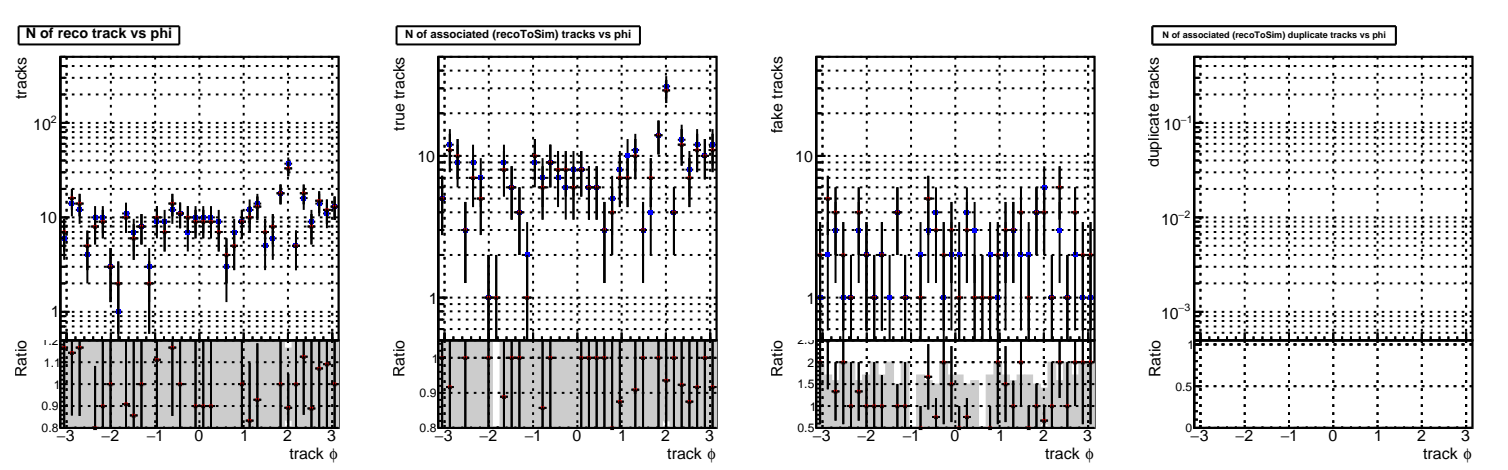 N of reco track vs phi
tracks
10²
10
1
Ratio
1.2
1.1
1
0.9
0.8
−3 −2 −1 0 1 2 3
track ϕ
N of associated (recoToSim) tracks vs phi
true tracks
10
1
Ratio
1
0.9
0.8
−3 −2 −1 0 1 2 3
track ϕ
fake tracks
10
1
Ratio
2.5
2
1.5
1
0.5
−3 −2 −1 0 1 2 3
track ϕ
N of associated (recoToSim) duplicate tracks vs phi
duplicate tracks
10⁻¹
10⁻²
10⁻³
Ratio
1
0.5
0
−3 −2 −1 0 1 2 3
track ϕ